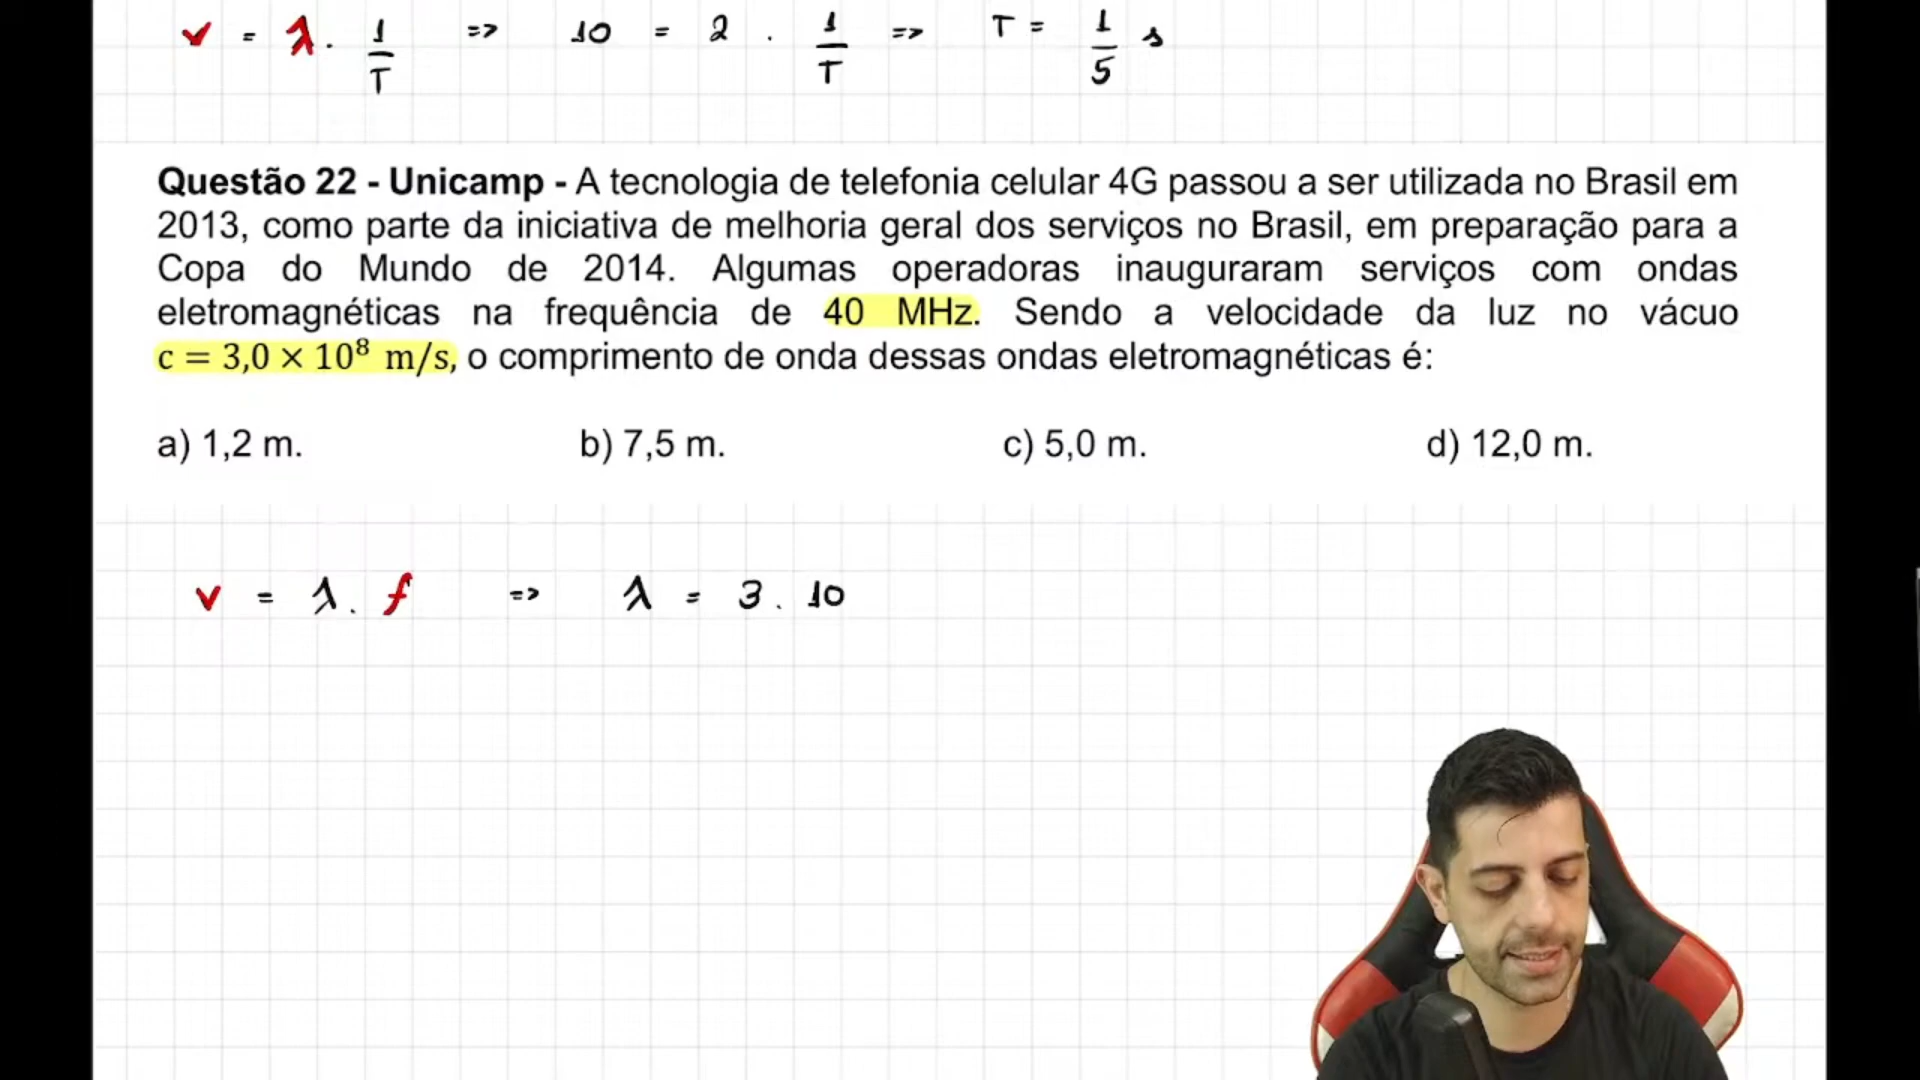 v = λ . 1/T => 10 = 2 . 1/T => T = 1/5 s
Questão 22 - Unicamp - A tecnologia de telefonia celular 4G passou a ser utilizada no Brasil em
2013, como parte da iniciativa de melhoria geral dos serviços no Brasil, em preparação para a
Copa do Mundo de 2014. Algumas operadoras inauguraram serviços com ondas
eletromagnéticas na frequência de 40 MHz. Sendo a velocidade da luz no vácuo
c = 3,0 × 10⁸ m/s, o comprimento de onda dessas ondas eletromagnéticas é:
a) 1,2 m. b) 7,5 m. c) 5,0 m. d) 12,0 m.
v = λ . f => λ = 3 . 10